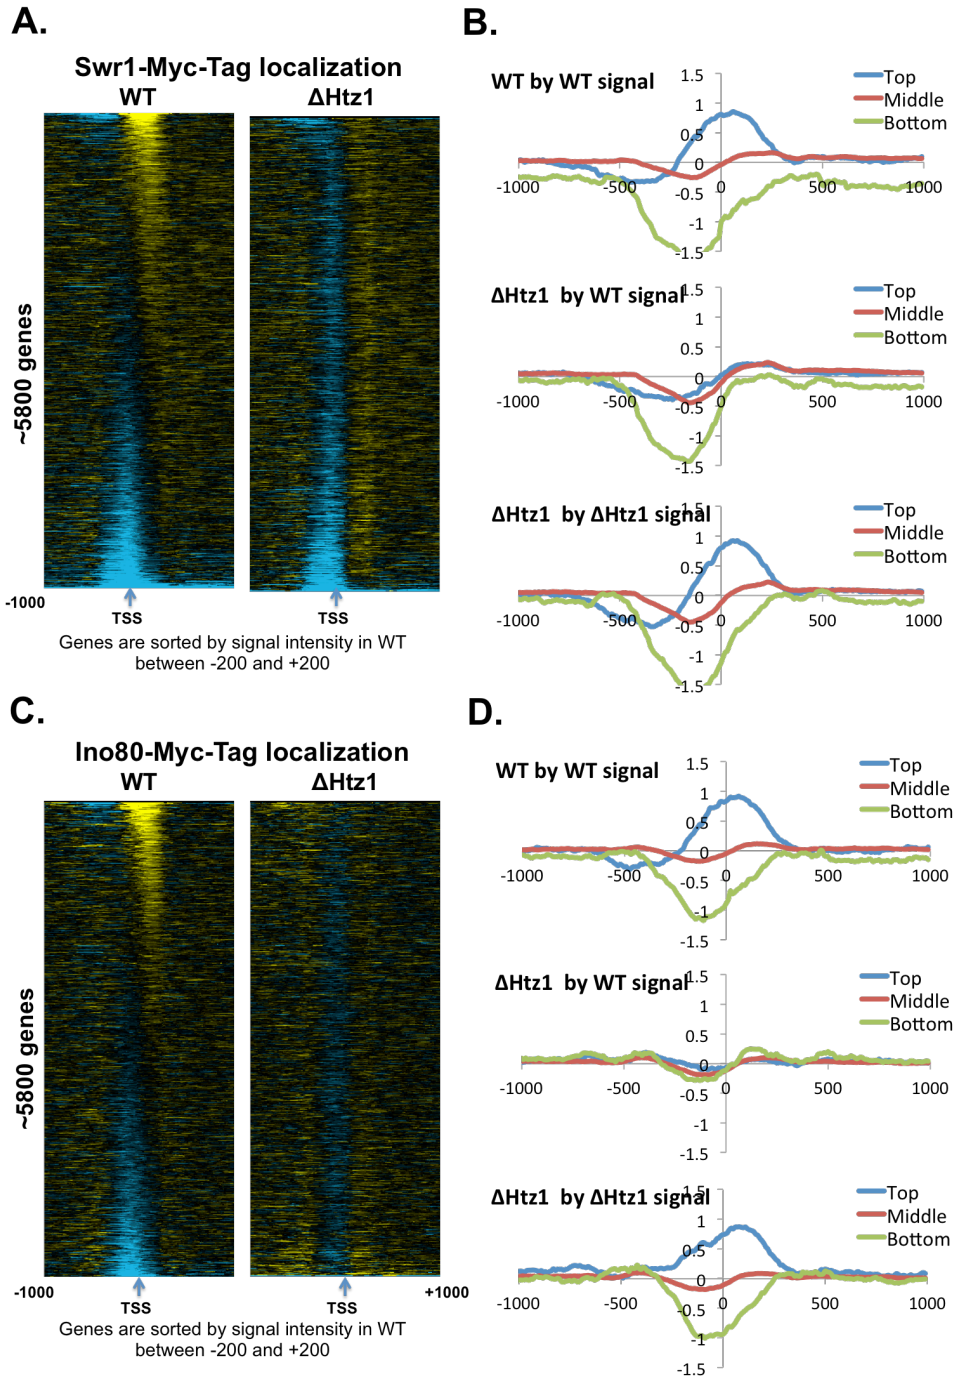 A.
Swr1-Myc-Tag localization
WT
ΔHtz1
~5800 genes
-1000
TSS
TSS
Genes are sorted by signal intensity in WT
between -200 and +200
B.
WT by WT signal
Top
Middle
Bottom
1.5
1
0.5
0
-0.5
-1
-1.5
-1000
-500
0
500
1000
ΔHtz1 by WT signal
Top
Middle
Bottom
1.5
1
0.5
0
-0.5
-1
-1.5
-1000
-500
0
500
1000
ΔHtz1 by ΔHtz1 signal
Top
Middle
Bottom
1.5
1
0.5
0
-0.5
-1
-1.5
-1000
-500
0
500
1000
C.
Ino80-Myc-Tag localization
WT
ΔHtz1
~5800 genes
-1000
+1000
TSS
TSS
Genes are sorted by signal intensity in WT
between -200 and +200
D.
WT by WT signal
Top
Middle
Bottom
1.5
1
0.5
0
-0.5
-1
-1.5
-1000
-500
0
500
1000
ΔHtz1 by WT signal
Top
Middle
Bottom
1.5
1
0.5
0
-0.5
-1
-1.5
-1000
-500
0
500
1000
ΔHtz1 by ΔHtz1 signal
Top
Middle
Bottom
1.5
1
0.5
0
-0.5
-1
-1.5
-1000
-500
0
500
1000